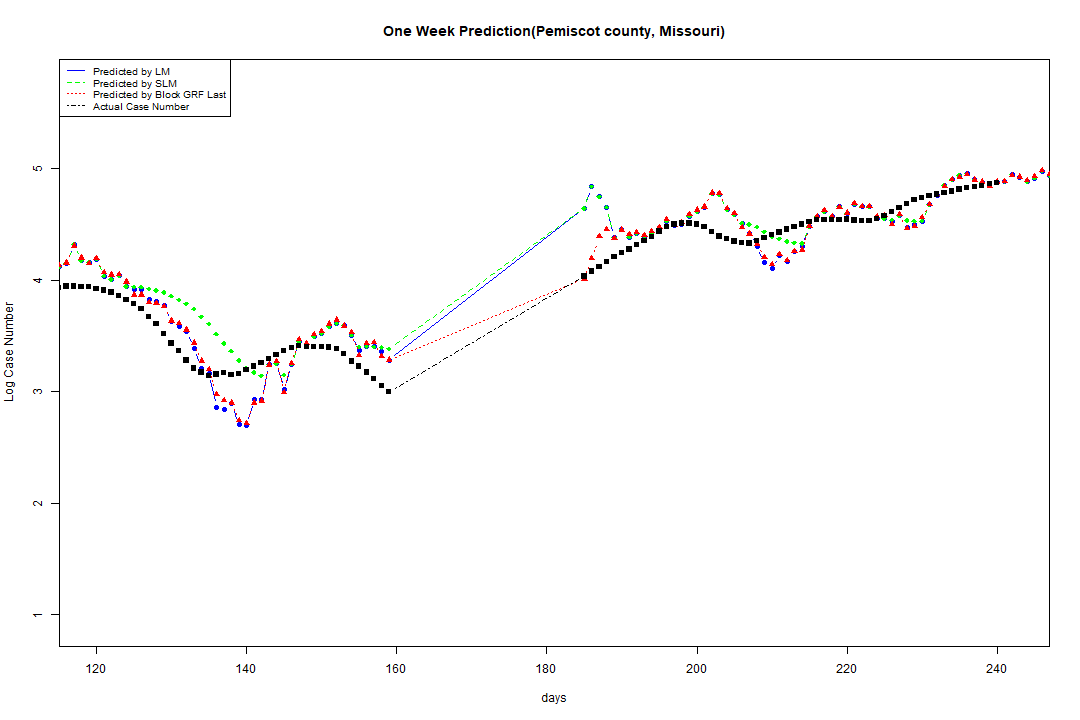 One Week Prediction(Pemiscot county, Missouri)
Predicted by LM
Predicted by SLM
Predicted by Block GRF Last
Actual Case Number
5
4
3
2
1
Log Case Number
120 140 160 180 200 220 240
days